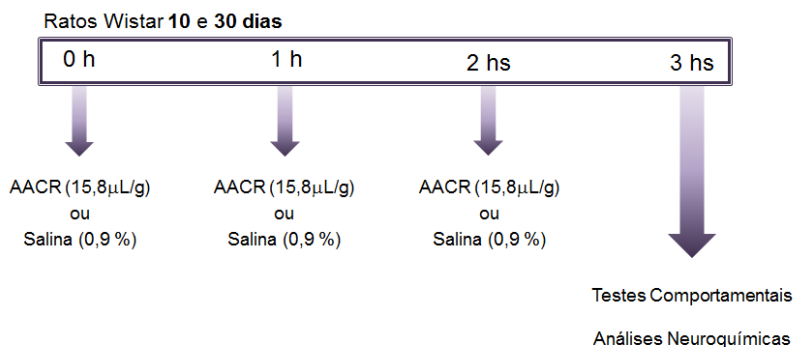 Ratos Wistar 10 e 30 dias
0 h 1 h 2 hs 3 hs
AACR (15,8µL/g) AACR (15,8µL/g) AACR (15,8µL/g)
ou ou ou
Salina (0,9 %) Salina (0,9 %) Salina (0,9 %)
Testes Comportamentais
Análises Neuroquímicas